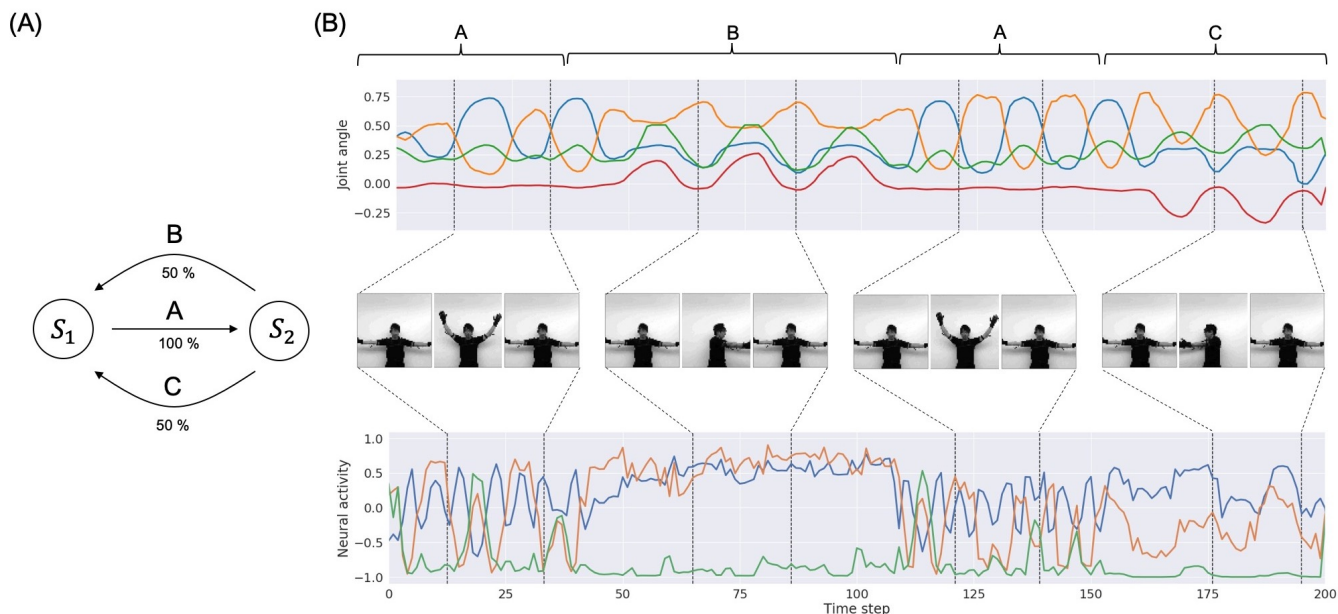 (A)
B
50 %
S1
A
100 %
S2
C
50 %
(B)
A B A C
Joint angle
0.75
0.50
0.25
0.00
−0.25
Neural activity
1.0
0.5
0.0
−0.5
−1.0
0 25 50 75 100 125 150 175 200
Time step